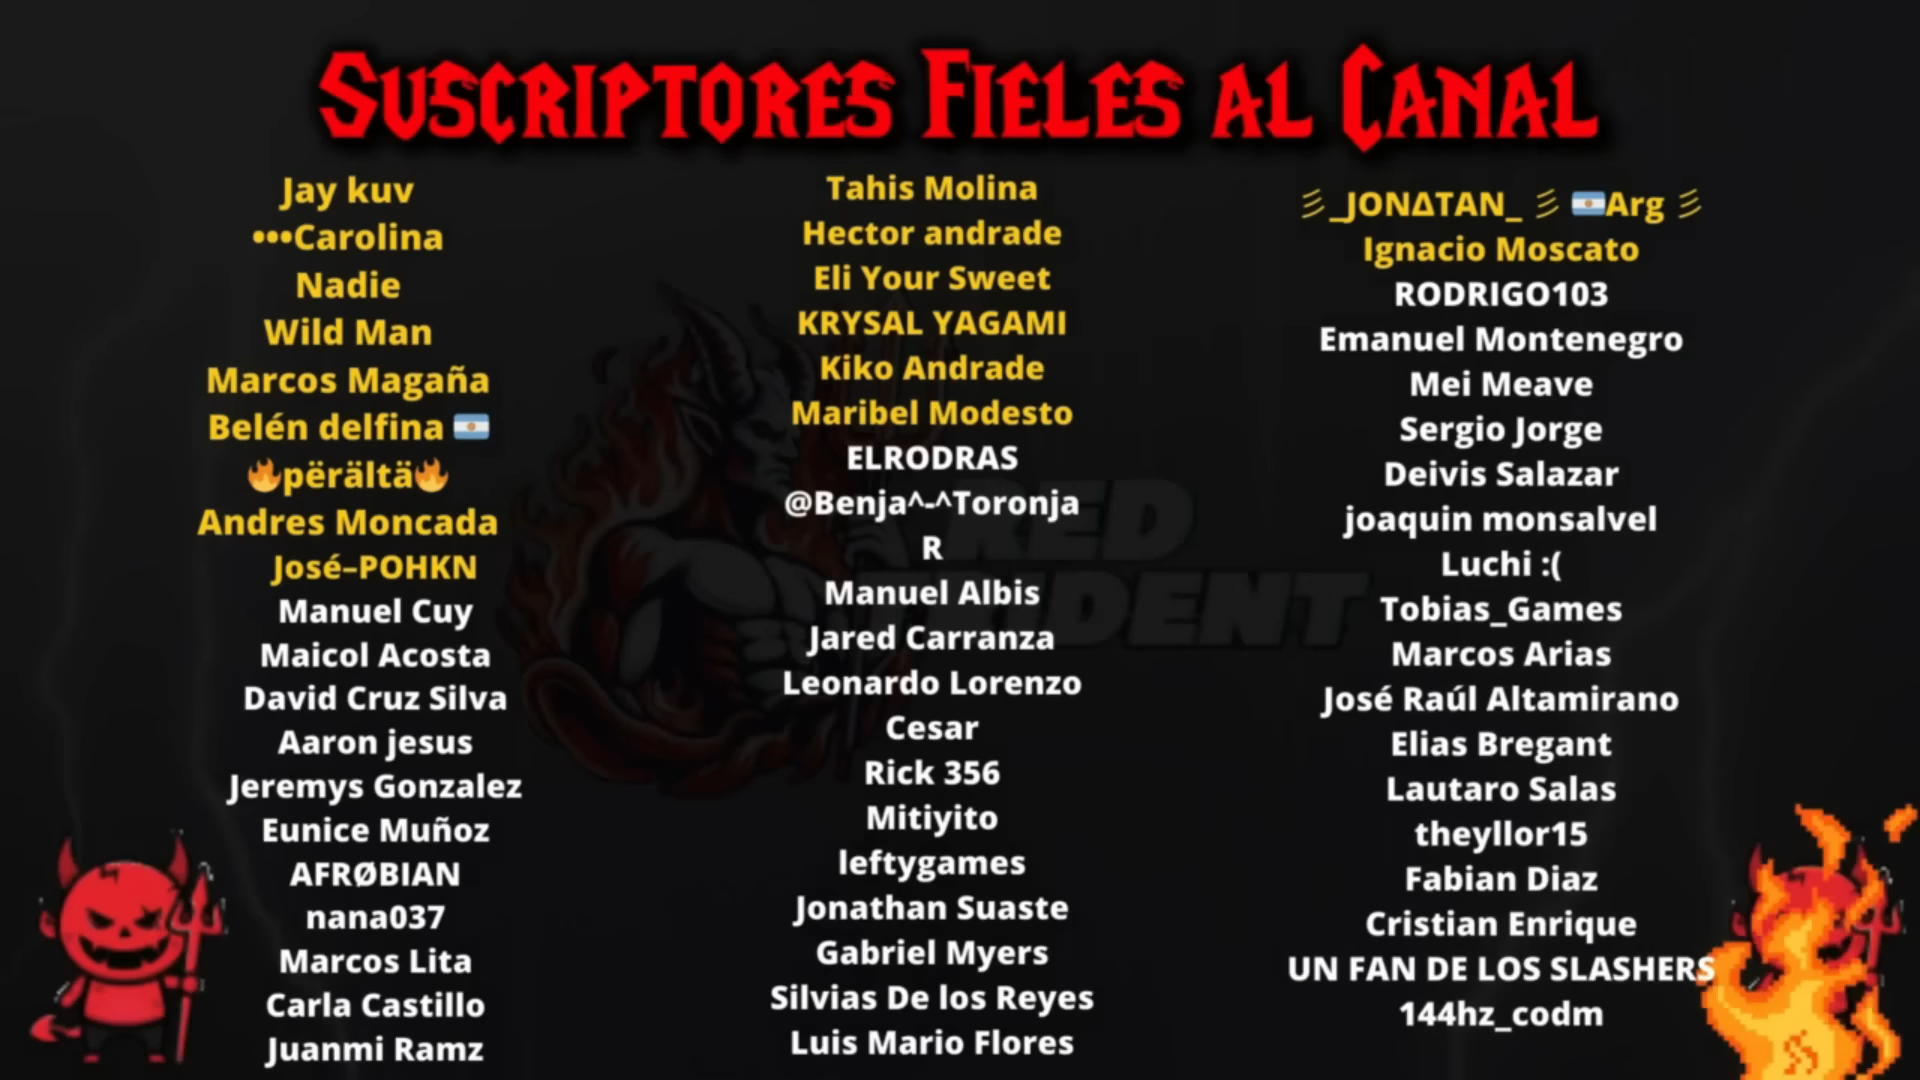 SUSCRIPTORES FIELES AL CANAL
Jay kuv
•••Carolina
Nadie
Wild Man
Marcos Magaña
Belén delfina 🇦🇷
🔥përältä🔥
Andres Moncada
José–POHKN
Manuel Cuy
Maicol Acosta
David Cruz Silva
Aaron jesus
Jeremys Gonzalez
Eunice Muñoz
AFRØBIAN
nana037
Marcos Lita
Carla Castillo
Juanmi Ramz
Tahis Molina
Hector andrade
Eli Your Sweet
KRYSAL YAGAMI
Kiko Andrade
Maribel Modesto
ELRODRAS
@Benja^-^Toronja
R
Manuel Albis
Jared Carranza
Leonardo Lorenzo
Cesar
Rick 356
Mitiyito
leftygames
Jonathan Suaste
Gabriel Myers
Silvias De los Reyes
Luis Mario Flores
彡_JON∆TAN_ 彡 🇦🇷Arg 彡
Ignacio Moscato
RODRIGO103
Emanuel Montenegro
Mei Meave
Sergio Jorge
Deivis Salazar
joaquin monsalvel
Luchi :(
Tobias_Games
Marcos Arias
José Raúl Altamirano
Elias Bregant
Lautaro Salas
theyllor15
Fabian Diaz
Cristian Enrique
UN FAN DE LOS SLASHERS
144hz_codm
RED